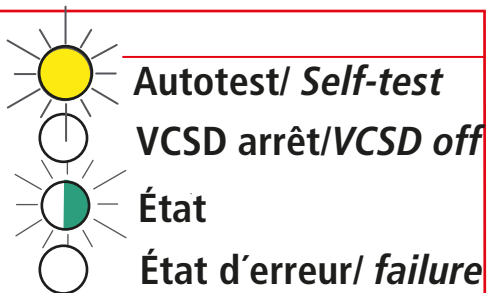 Autotest/ Self-test
VCSD arrêt/VCSD off
État
État d´erreur/ failure